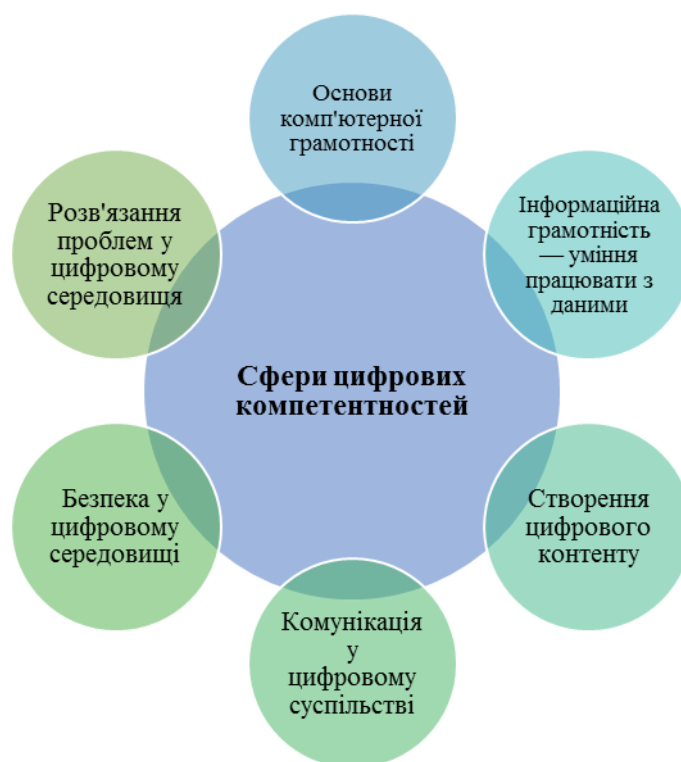 Основи
комп'ютерної
грамотності
Інформаційна
грамотність
— уміння
працювати з
даними
Створення
цифрового
контенту
Комунікація
у
цифровому
суспільстві
Безпека у
цифровому
середовищі
Розв'язання
проблем у
цифровому
середовища
Сфери цифрових
компетентностей